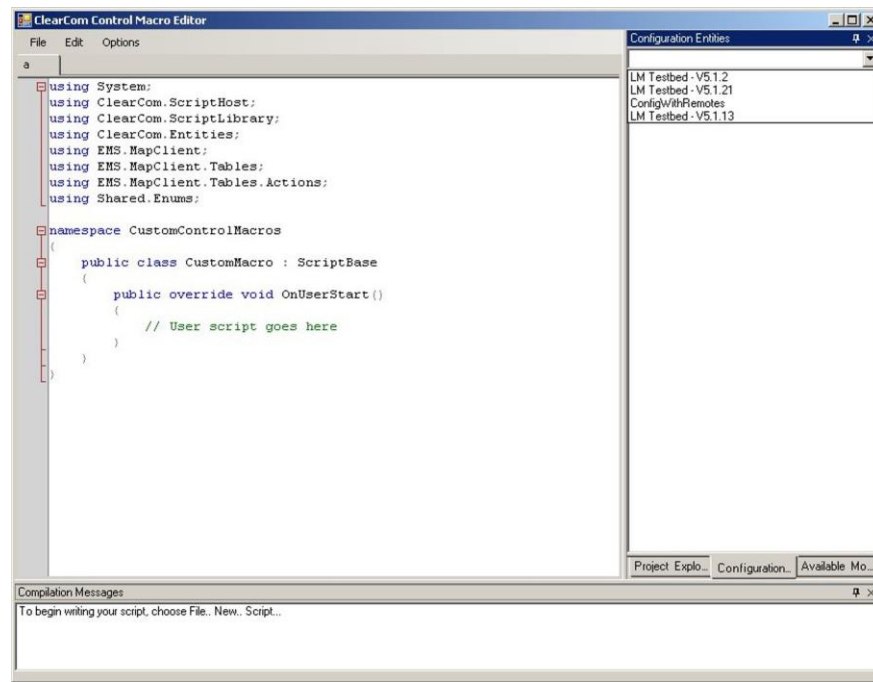 ClearCom Control Macro Editor
File Edit Options
a
using System;
using ClearCom.ScriptHost;
using ClearCom.ScriptLibrary;
using ClearCom.Entities;
using EMS.MapClient;
using EMS.MapClient.Tables;
using EMS.MapClient.Tables.Actions;
using Shared.Enums;
namespace CustomControlMacros
{
public class CustomMacro : ScriptBase
{
public override void OnUserStart()
{
// User script goes here
}
}
}
Configuration Entities
LM Testbed - V5.1.2
LM Testbed - V5.1.21
ConfigWithRemotes
LM Testbed - V5.1.13
Project Explo... Configuration... Available Mo...
Compilation Messages
To begin writing your script, choose File.. New.. Script...